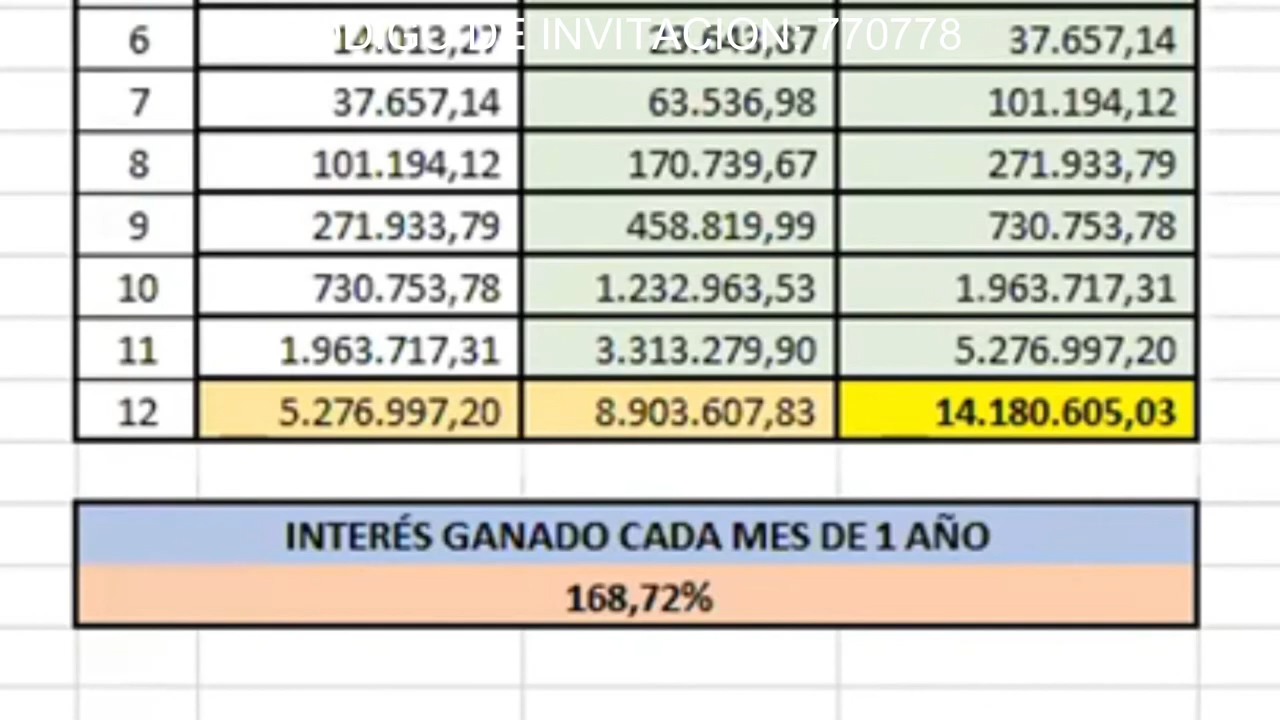 CÓDIGO DE INVITACION: 770778
6 37.657,14
7 37.657,14 63.536,98 101.194,12
8 101.194,12 170.739,67 271.933,79
9 271.933,79 458.819,99 730.753,78
10 730.753,78 1.232.963,53 1.963.717,31
11 1.963.717,31 3.313.279,90 5.276.997,20
12 5.276.997,20 8.903.607,83 14.180.605,03
INTERÉS GANADO CADA MES DE 1 AÑO
168,72%